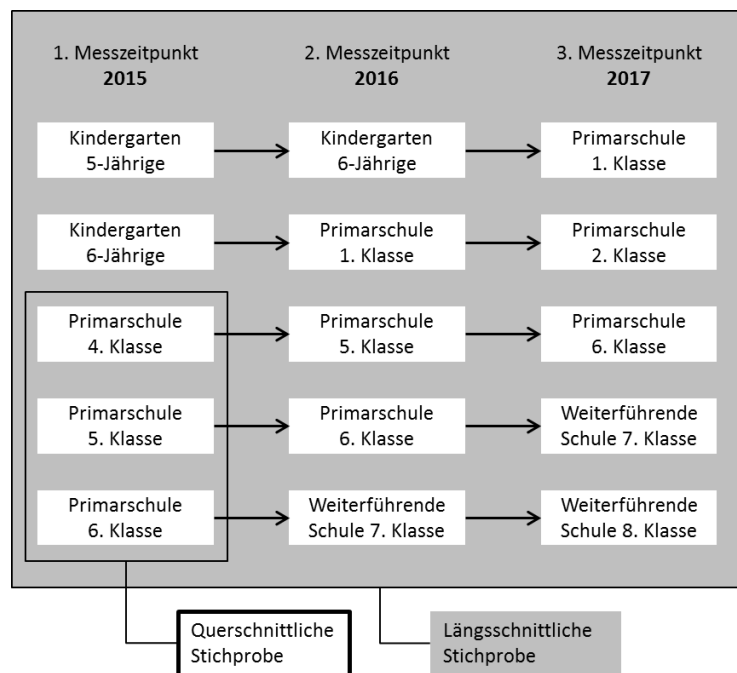 1. Messzeitpunkt
2015
2. Messzeitpunkt
2016
3. Messzeitpunkt
2017
Kindergarten
5-Jährige
Kindergarten
6-Jährige
Primarschule
1. Klasse
Kindergarten
6-Jährige
Primarschule
1. Klasse
Primarschule
2. Klasse
Primarschule
4. Klasse
Primarschule
5. Klasse
Primarschule
6. Klasse
Primarschule
5. Klasse
Primarschule
6. Klasse
Weiterführende
Schule 7. Klasse
Primarschule
6. Klasse
Weiterführende
Schule 7. Klasse
Weiterführende
Schule 8. Klasse
Querschnittliche
Stichprobe
Längsschnittliche
Stichprobe